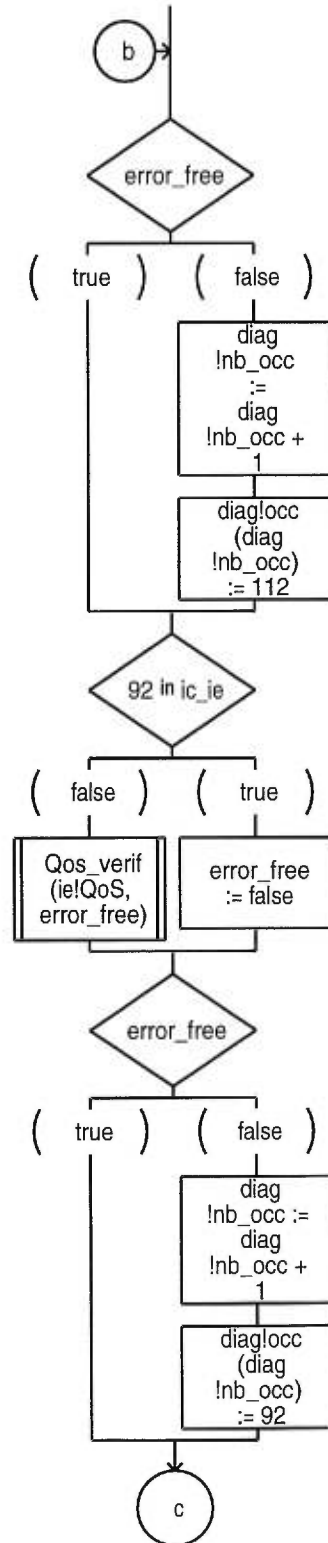 b
error_free
( true ) ( false )
diag
!nb_occ
:=
diag
!nb_occ +
1
diag!occ
(diag
!nb_occ)
:= 112
92 in ic_ie
( false ) ( true )
Qos_verif
(ie!QoS,
error_free)
error_free
:= false
error_free
( true ) ( false )
diag
!nb_occ :=
diag
!nb_occ +
1
diag!occ
(diag
!nb_occ)
:= 92
c